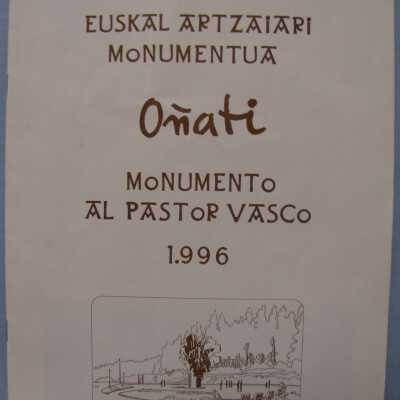 EUSKAL ARTZAIARI
MONUMENTUA
Oñati
MONUMENTO
AL PASTOR VASCO
1.996